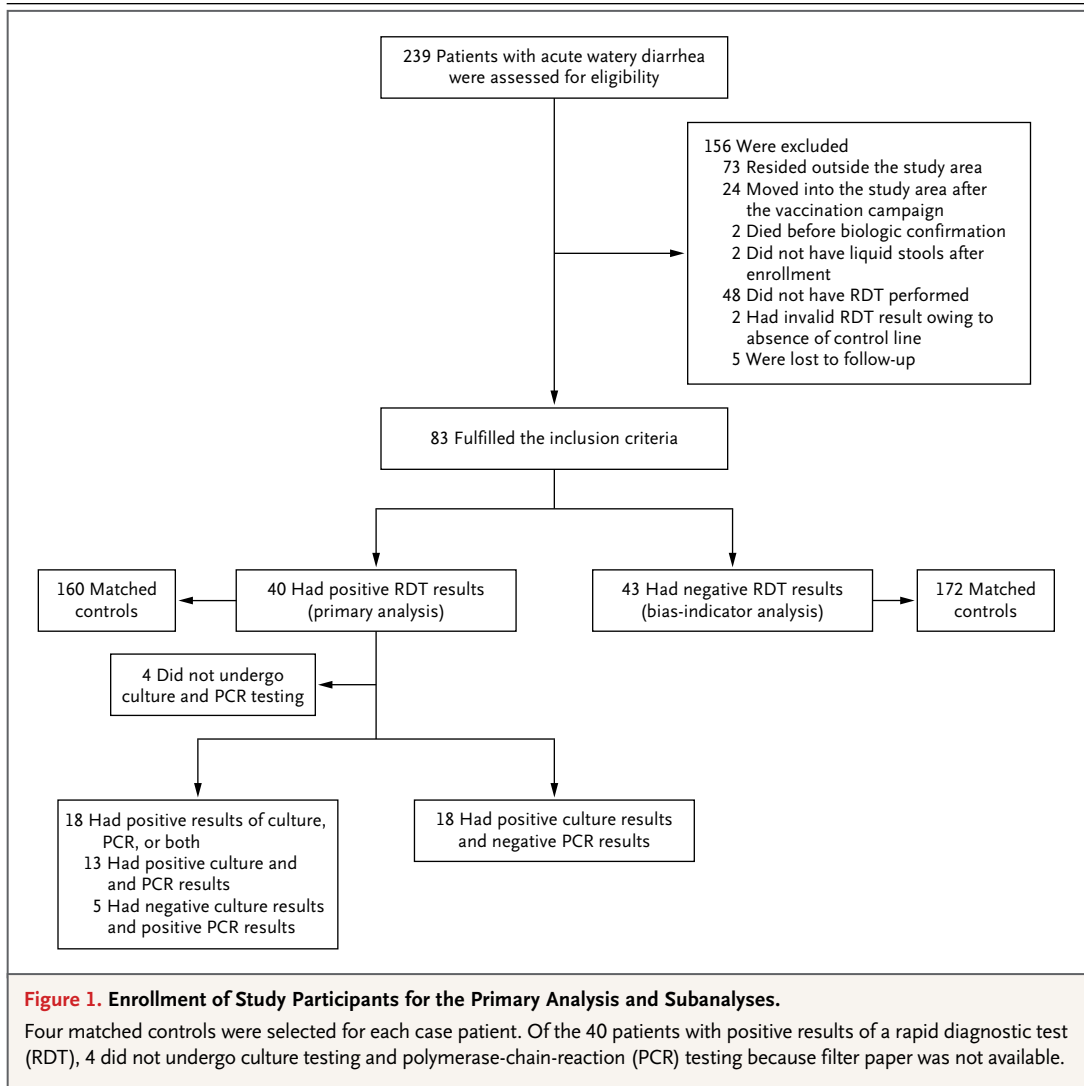 239 Patients with acute watery diarrhea
were assessed for eligibility
156 Were excluded
73 Resided outside the study area
24 Moved into the study area after
the vaccination campaign
2 Died before biologic confirmation
2 Did not have liquid stools after
enrollment
48 Did not have RDT performed
2 Had invalid RDT result owing to
absence of control line
5 Were lost to follow-up
83 Fulfilled the inclusion criteria
160 Matched
controls
40 Had positive RDT results
(primary analysis)
43 Had negative RDT results
(bias-indicator analysis)
172 Matched
controls
4 Did not undergo
culture and PCR testing
18 Had positive results of culture,
PCR, or both
13 Had positive culture and
and PCR results
5 Had negative culture results
and positive PCR results
18 Had positive culture results
and negative PCR results
Figure 1. Enrollment of Study Participants for the Primary Analysis and Subanalyses.
Four matched controls were selected for each case patient. Of the 40 patients with positive results of a rapid diagnostic test
(RDT), 4 did not undergo culture testing and polymerase-chain-reaction (PCR) testing because filter paper was not available.